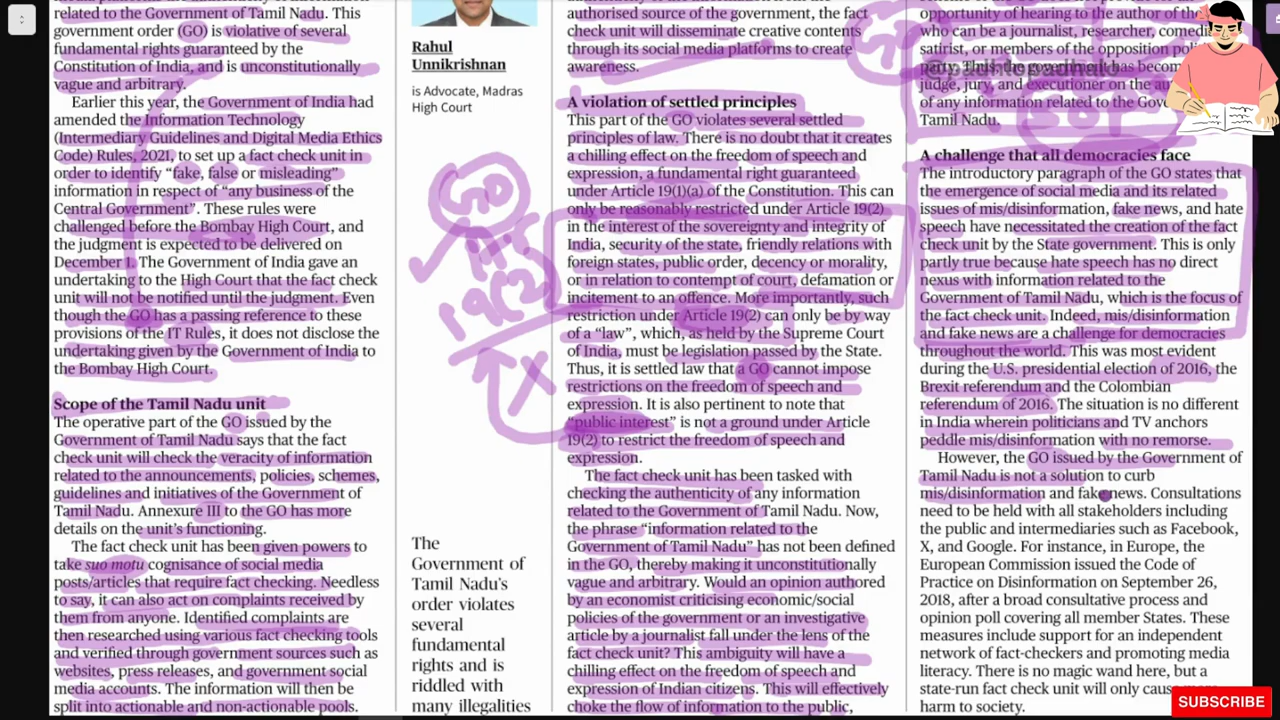 related to the Government of Tamil Nadu. This
government order (GO) is violative of several
fundamental rights guaranteed by the
Constitution of India, and is unconstitutionally
vague and arbitrary.
Earlier this year, the Government of India had
amended the Information Technology
(Intermediary Guidelines and Digital Media Ethics
Code) Rules, 2021, to set up a fact check unit in
order to identify “fake, false or misleading”
information in respect of “any business of the
Central Government”. These rules were
challenged before the Bombay High Court, and
the judgment is expected to be delivered on
December 1. The Government of India gave an
undertaking to the High Court that the fact check
unit will not be notified until the judgment. Even
though the GO has a passing reference to these
provisions of the IT Rules, it does not disclose the
undertaking given by the Government of India to
the Bombay High Court.
Scope of the Tamil Nadu unit
The operative part of the GO issued by the
Government of Tamil Nadu says that the fact
check unit will check the veracity of information
related to the announcements, policies, schemes,
guidelines and initiatives of the Government of
Tamil Nadu. Annexure III to the GO has more
details on the unit’s functioning.
The fact check unit has been given powers to
take suo motu cognisance of social media
posts/articles that require fact checking. Needless
to say, it can also act on complaints received by
them from anyone. Identified complaints are
then researched using various fact checking tools
and verified through government sources such as
websites, press releases, and government social
media accounts. The information will then be
split into actionable and non-actionable pools.
Rahul
Unnikrishnan
is Advocate, Madras
High Court
GO
19(2)
X
The
Government of
Tamil Nadu’s
order violates
several
fundamental
rights and is
riddled with
many illegalities
authorised source of the government, the fact
check unit will disseminate creative contents
through its social media platforms to create
awareness.
A violation of settled principles
This part of the GO violates several settled
principles of law. There is no doubt that it creates
a chilling effect on the freedom of speech and
expression, a fundamental right guaranteed
under Article 19(1)(a) of the Constitution. This can
only be reasonably restricted under Article 19(2)
in the interest of the sovereignty and integrity of
India, security of the state, friendly relations with
foreign states, public order, decency or morality,
or in relation to contempt of court, defamation or
incitement to an offence. More importantly, such
restriction under Article 19(2) can only be by way
of a “law”, which, as held by the Supreme Court
of India, must be legislation passed by the State.
Thus, it is settled law that a GO cannot impose
restrictions on the freedom of speech and
expression. It is also pertinent to note that
“public interest” is not a ground under Article
19(2) to restrict the freedom of speech and
expression.
The fact check unit has been tasked with
checking the authenticity of any information
related to the Government of Tamil Nadu. Now,
the phrase “information related to the
Government of Tamil Nadu” has not been defined
in the GO, thereby making it unconstitutionally
vague and arbitrary. Would an opinion authored
by an economist criticising economic/social
policies of the government or an investigative
article by a journalist fall under the lens of the
fact check unit? This ambiguity will have a
chilling effect on the freedom of speech and
expression of Indian citizens. This will effectively
choke the flow of information to the public,
opportunity of hearing to the author of the
who can be a journalist, researcher,
satirist, or members of the opposition
party. Thus, the government has
judge, jury, and executioner on the
of any information related to the
Tamil Nadu.
A challenge that all democracies face
The introductory paragraph of the GO states that
the emergence of social media and its related
issues of mis/disinformation, fake news, and hate
speech have necessitated the creation of the fact
check unit by the State government. This is only
partly true because hate speech has no direct
nexus with information related to the
Government of Tamil Nadu, which is the focus of
the fact check unit. Indeed, mis/disinformation
and fake news are a challenge for democracies
throughout the world. This was most evident
during the U.S. presidential election of 2016, the
Brexit referendum and the Colombian
referendum of 2016. The situation is no different
in India wherein politicians and TV anchors
peddle mis/disinformation with no remorse.
However, the GO issued by the Government of
Tamil Nadu is not a solution to curb
mis/disinformation and fake news. Consultations
need to be held with all stakeholders including
the public and intermediaries such as Facebook,
X, and Google. For instance, in Europe, the
European Commission issued the Code of
Practice on Disinformation on September 26,
2018, after a broad consultative process and
opinion poll covering all member States. These
measures include support for an independent
network of fact-checkers and promoting media
literacy. There is no magic wand here, but a
state-run fact check unit will only
harm to society.
SUBSCRIBE